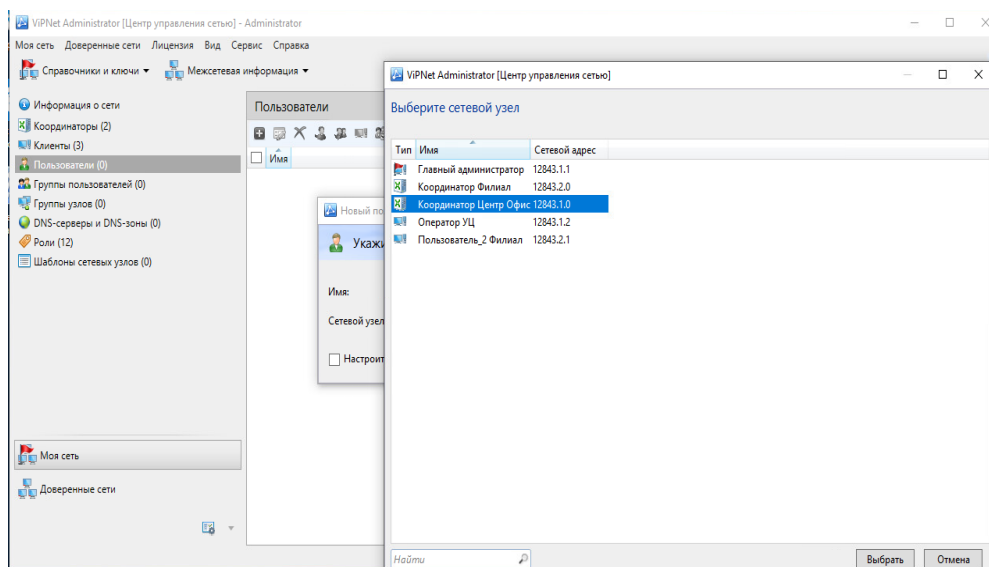 ViPNet Administrator [Центр управления сетью] - Administrator
Моя сеть Доверенные сети Лицензия Вид Сервис Справка
Справочники и ключи Межсетевая информация
Информация о сети
Координаторы (2)
Клиенты (3)
Пользователи (0)
Группы пользователей (0)
Группы узлов (0)
DNS-серверы и DNS-зоны (0)
Роли (12)
Шаблоны сетевых узлов (0)
Моя сеть
Доверенные сети
Пользователи
Имя
Новый по
Укажи
Имя:
Сетевой узел
Настроит
ViPNet Administrator [Центр управления сетью]
Выберите сетевой узел
Тип Имя Сетевой адрес
Главный администратор 12843.1.1
Координатор Филиал 12843.2.0
Координатор Центр Офис 12843.1.0
Оператор УЦ 12843.1.2
Пользователь_2 Филиал 12843.2.1
Найти
Выбрать Отмена